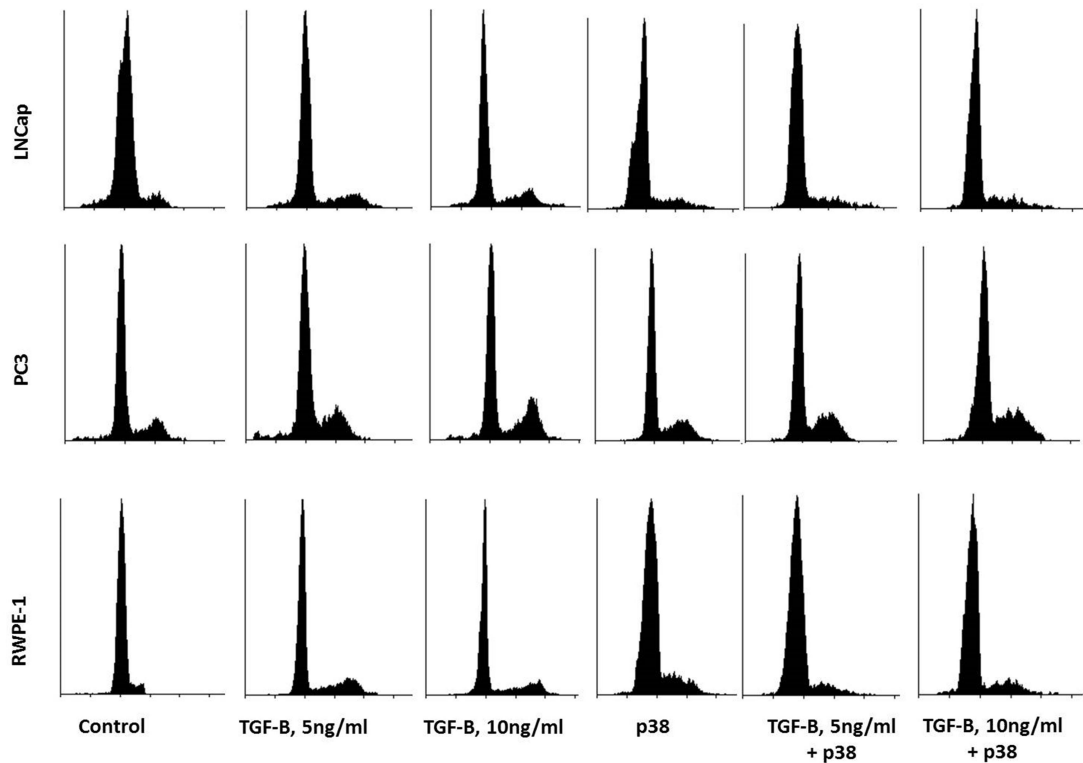 LNCap
PC3
RWPE-1
Control
TGF-B, 5ng/ml
TGF-B, 10ng/ml
p38
TGF-B, 5ng/ml
+ p38
TGF-B, 10ng/ml
+ p38